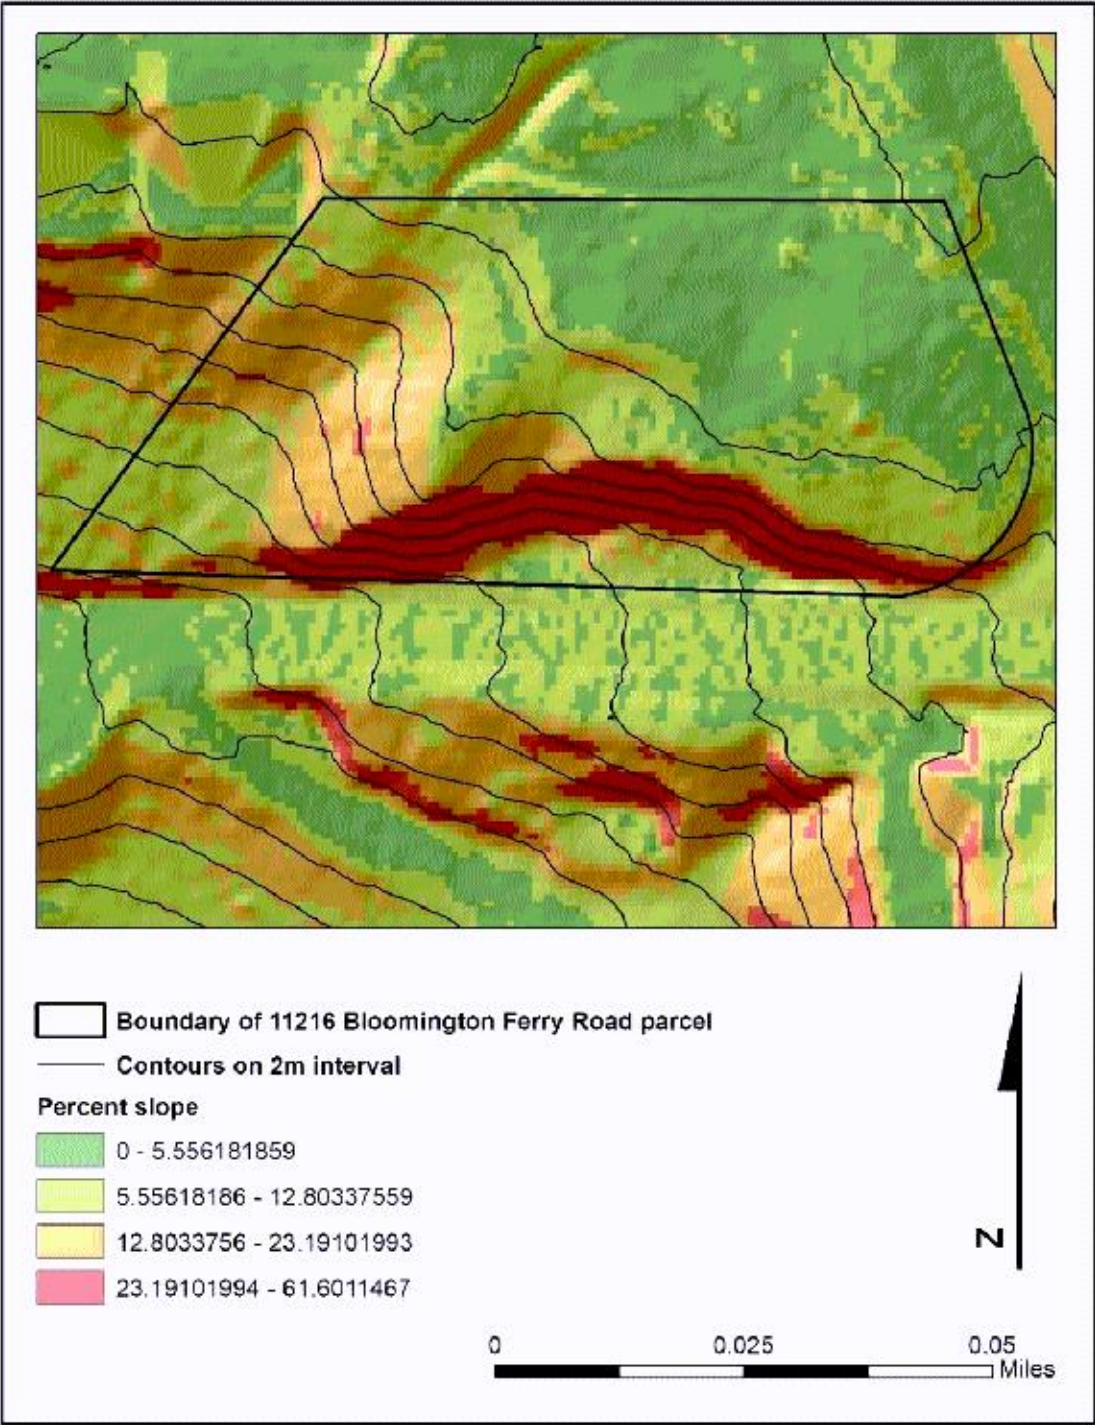 Boundary of 11216 Bloomington Ferry Road parcel
Contours on 2m interval
Percent slope
0 - 5.556181859
5.55618186 - 12.80337559
12.8033756 - 23.19101993
23.19101994 - 61.6011467
N
0 0.025 0.05
Miles